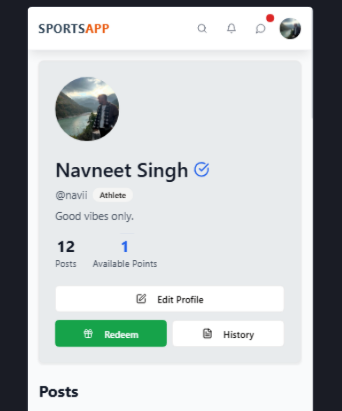 SPORTSAPP
Navneet Singh
@navii Athlete
Good vibes only.
12 1
Posts Available Points
Edit Profile
Redeem History
Posts